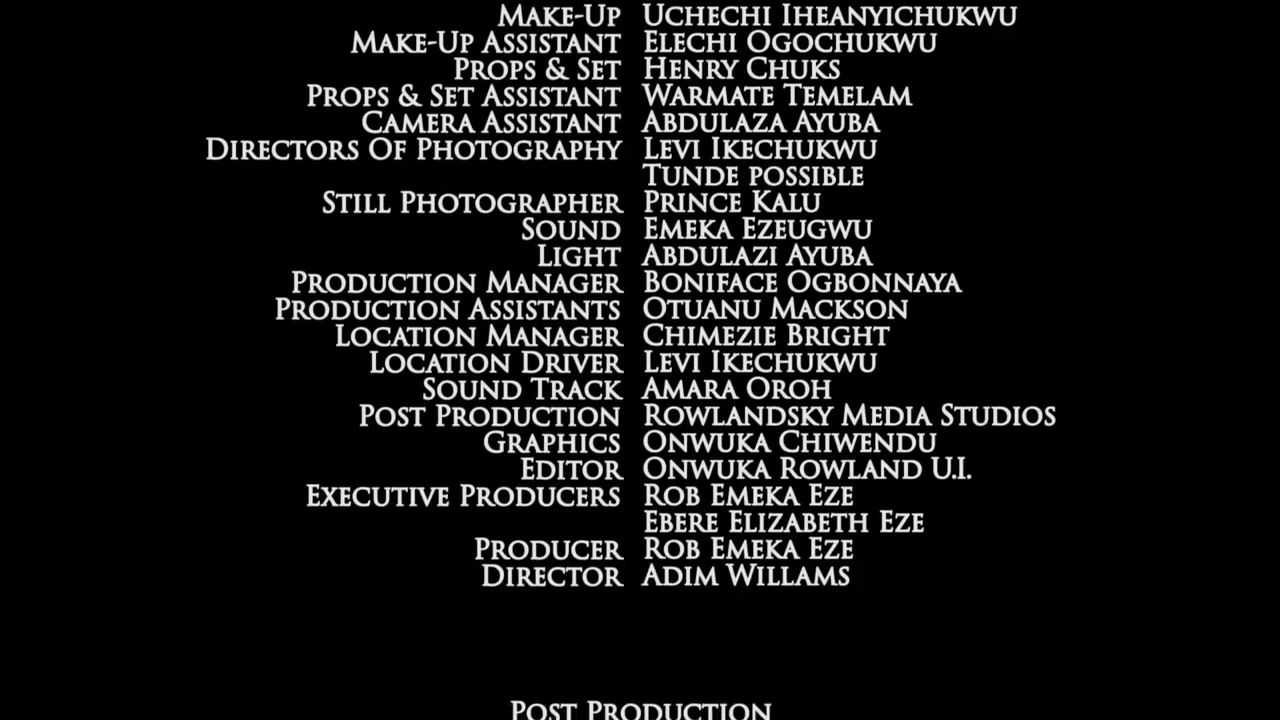 Make-Up Uchechi Iheanyichukwu
Make-Up Assistant Elechi Ogochukwu
Props & Set Henry Chuks
Props & Set Assistant Warmate Temelam
Camera Assistant Abdulaza Ayuba
Directors Of Photography Levi Ikechukwu
Tunde possible
Still Photographer Prince Kalu
Sound Emeka Ezeugwu
Light Abdulazi Ayuba
Production Manager Boniface Ogbonnaya
Production Assistants Otuanu Mackson
Location Manager Chimezie Bright
Location Driver Levi Ikechukwu
Sound Track Amara Oroh
Post Production Rowlandsky Media Studios
Graphics Onwuka Chiwendu
Editor Onwuka Rowland U.I.
Executive Producers Rob Emeka Eze
Ebere Elizabeth Eze
Producer Rob Emeka Eze
Director Adim Willams
Post Production